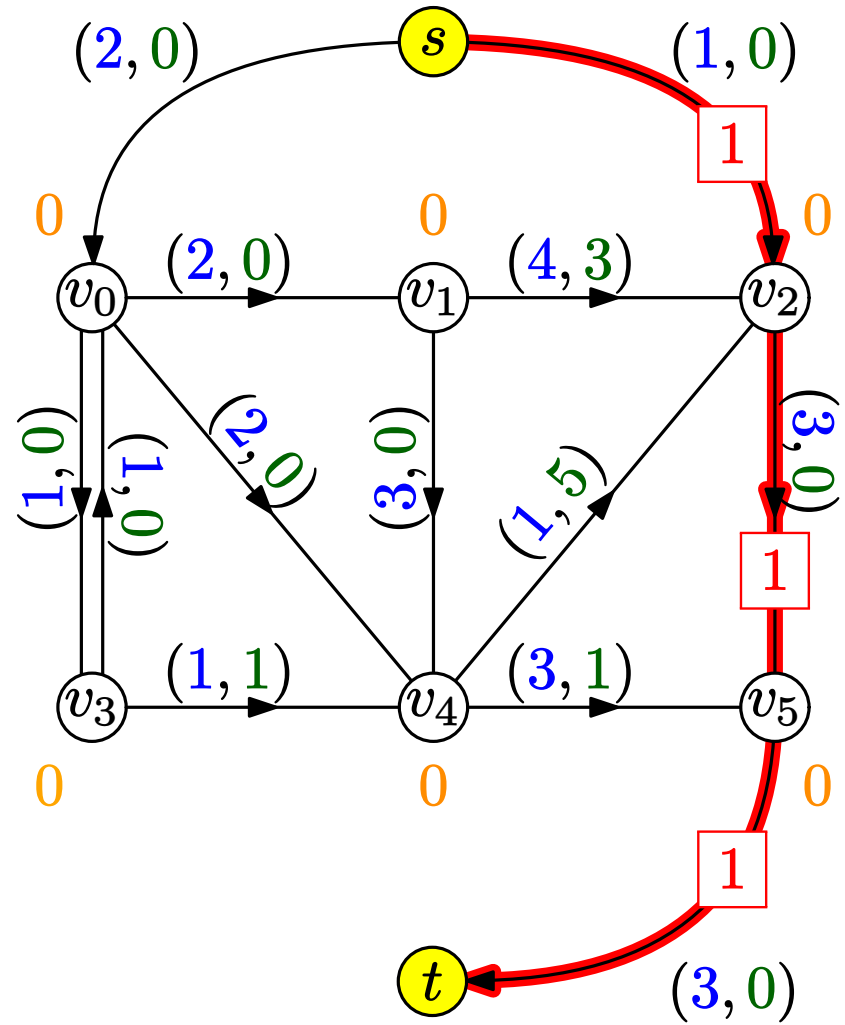 (2, 0) s (1, 0)
1
0 0 0
(2, 0) (4, 3)
v0 v1 v2
(1, 0) (1, 0) (2, 0) (3, 0) (1, 5) (3, 0)
1
(1, 1) (3, 1)
v3 v4 v5
0 0 0
1
t (3, 0)